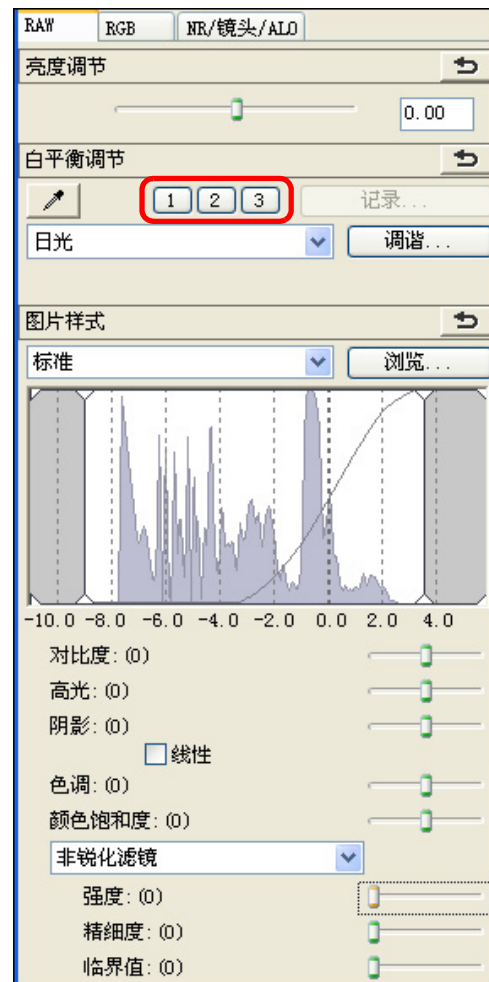 RAW RGB NR/镜头/ALO
亮度调节
0.00
白平衡调节
1 2 3 记录...
日光 调谐...
图片样式
标准 浏览...
-10.0 -8.0 -6.0 -4.0 -2.0 0.0 2.0 4.0
对比度: (0)
高光: (0)
阴影: (0)
线性
色调: (0)
颜色饱和度: (0)
非锐化滤镜
强度: (0)
精细度: (0)
临界值: (0)